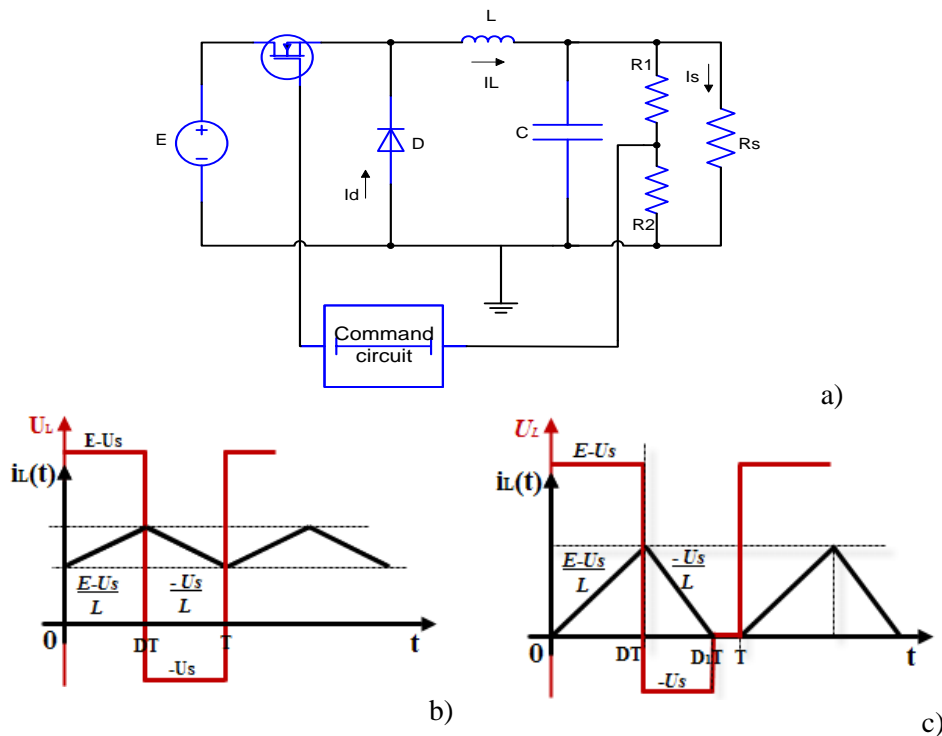 L
R1
IL
Is
E
D
C
Rs
Id
R2
Command
circuit
a)
UL
E-Us
iL(t)
E-Us
L
-Us
L
0
DT
T
t
-Us
b)
UL
E-Us
iL(t)
E-Us
L
-Us
L
0
DT
D1T
T
t
-Us
c)